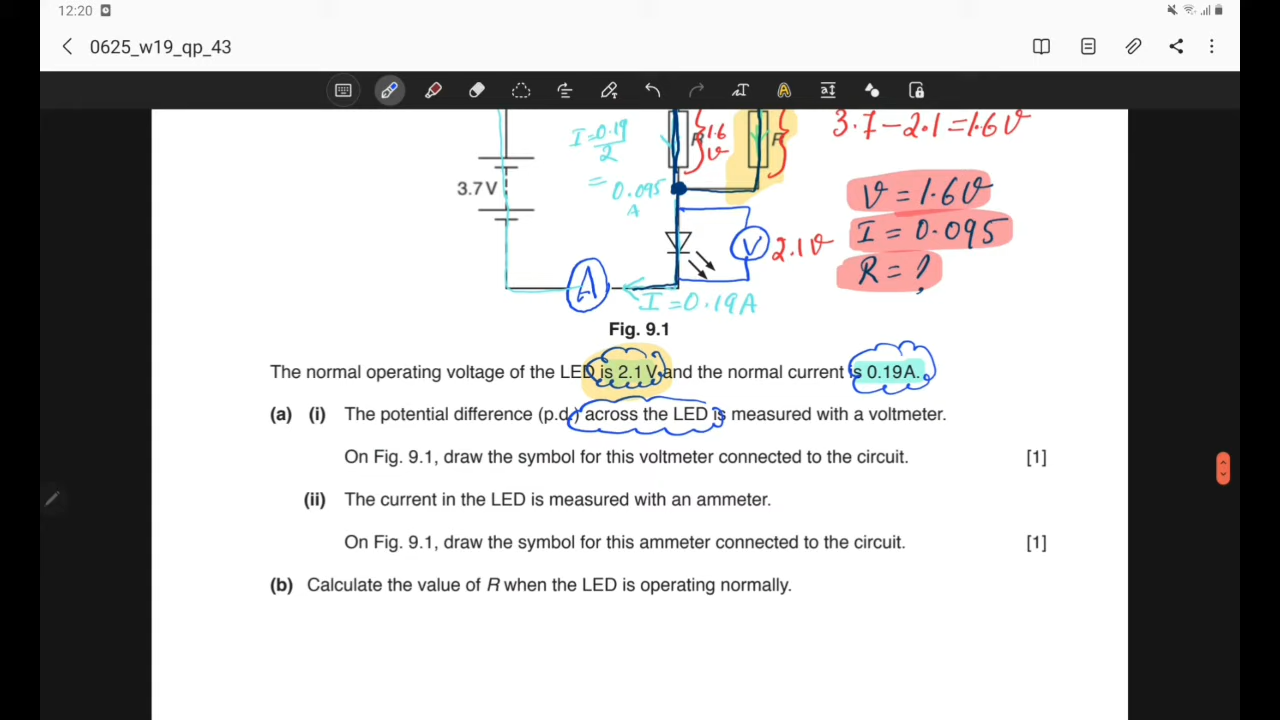 12:20
0625_w19_qp_43
I=0.19
2
= 0.095
A
R
1.6
v
3.7-2.1=1.6v
3.7 V
V = 1.6v
I = 0.095
R = ?
V
2.1v
A
I=0.19A
Fig. 9.1
The normal operating voltage of the LED is 2.1 V and the normal current is 0.19A.
(a) (i) The potential difference (p.d.) across the LED is measured with a voltmeter.
On Fig. 9.1, draw the symbol for this voltmeter connected to the circuit. [1]
(ii) The current in the LED is measured with an ammeter.
On Fig. 9.1, draw the symbol for this ammeter connected to the circuit. [1]
(b) Calculate the value of R when the LED is operating normally.